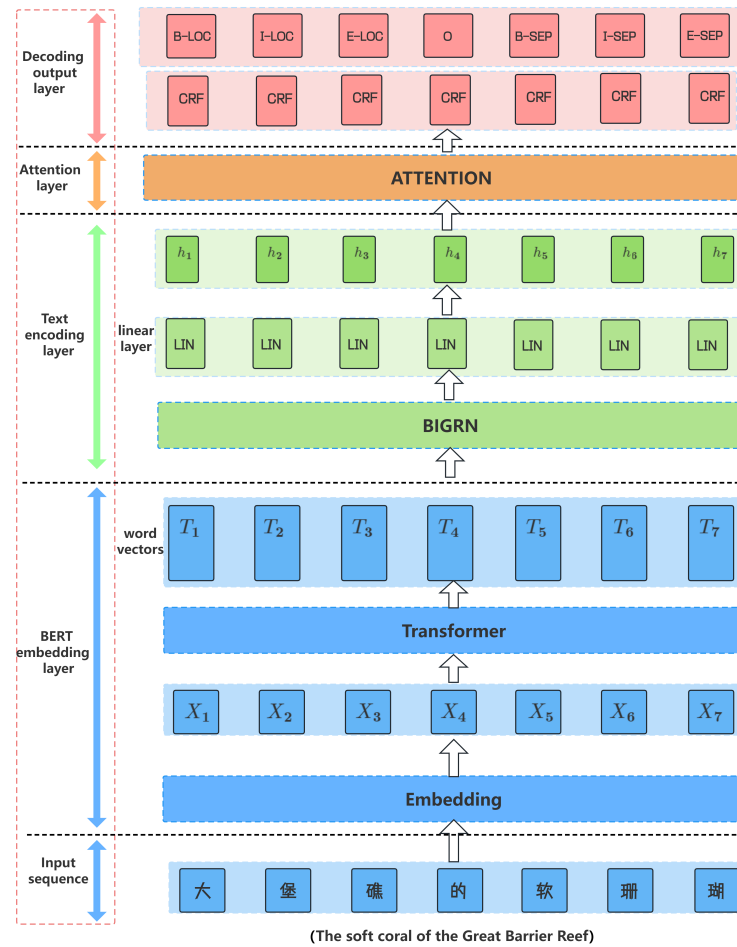 B-LOC I-LOC E-LOC O B-SEP I-SEP E-SEP
Decoding
output
layer
CRF CRF CRF CRF CRF CRF CRF
Attention
layer
ATTENTION
h₁ h₂ h₃ h₄ h₅ h₆ h₇
Text
encoding
layer
linear
layer
LIN LIN LIN LIN LIN LIN LIN
BIGRN
word
vectors
T₁ T₂ T₃ T₄ T₅ T₆ T₇
BERT
embedding
layer
Transformer
X₁ X₂ X₃ X₄ X₅ X₆ X₇
Embedding
Input
sequence
大 堡 礁 的 软 珊 瑚
(The soft coral of the Great Barrier Reef)